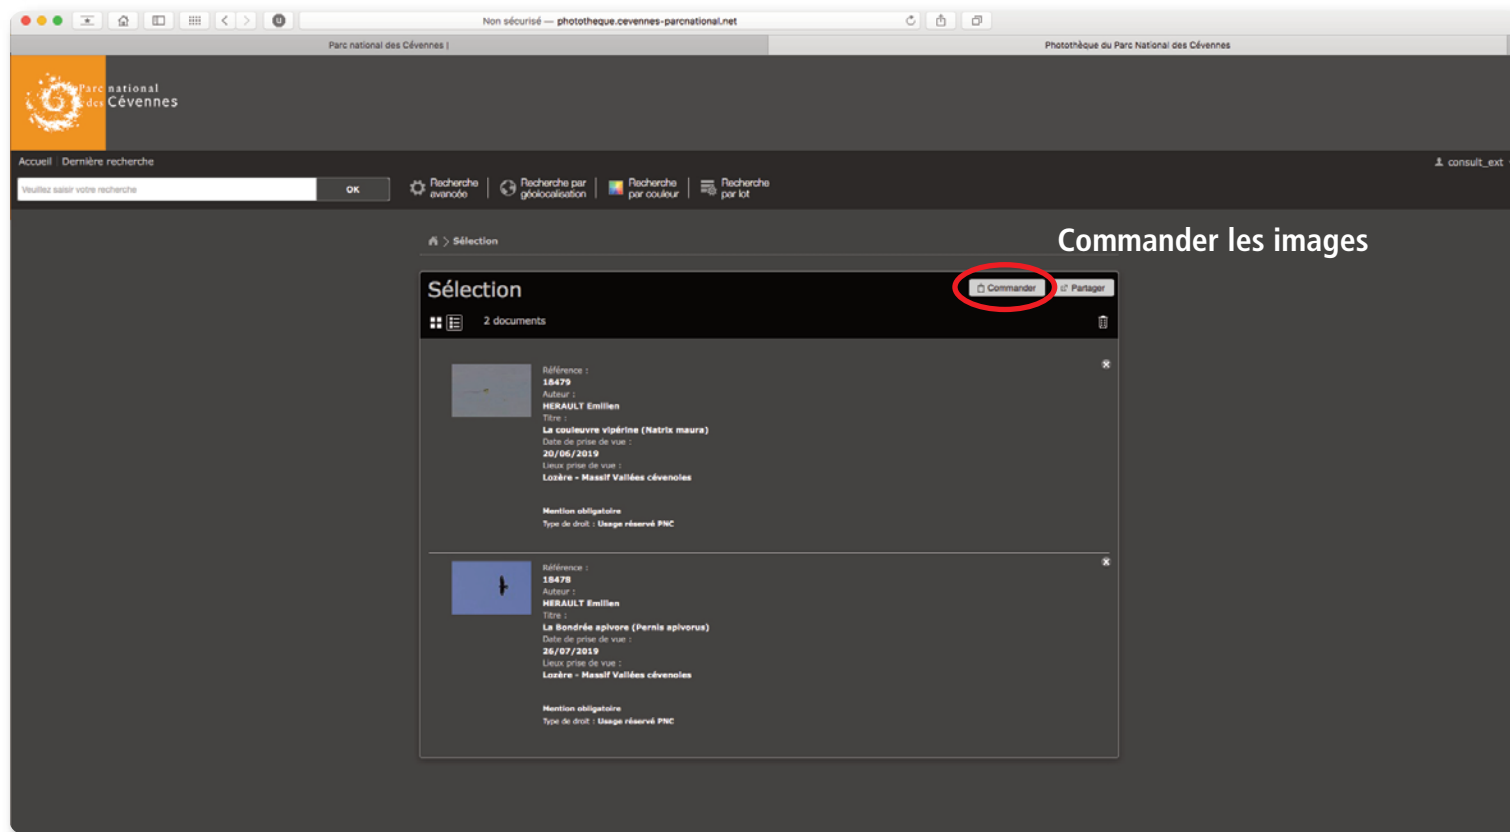 Non sécurisé — phototheque.cevennes-parcnational.net
Parc national des Cévennes |
Photothèque du Parc National des Cévennes
Parc national
des Cévennes
Accueil Dernière recherche
consult_ext
Veuillez saisir votre recherche
OK
Recherche avancée
Recherche par géolocalisation
Recherche par couleur
Recherche par lot
Sélection
Commander les images
Sélection
Commander
Partager
2 documents
Référence :
18479
Auteur :
HERAULT Emilien
Titre :
La couleuvre vipérine (Natrix maura)
Date de prise de vue :
20/06/2019
Lieux prise de vue :
Lozère - Massif Vallées cévenoles
Mention obligatoire
Type de droit : Usage réservé PNC
Référence :
18478
Auteur :
HERAULT Emilien
Titre :
La Bondrée apivore (Pernis apivorus)
Date de prise de vue :
26/07/2019
Lieux prise de vue :
Lozère - Massif Vallées cévenoles
Mention obligatoire
Type de droit : Usage réservé PNC